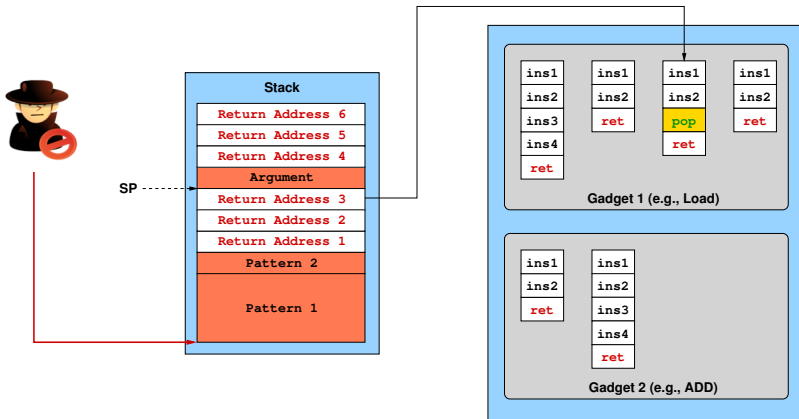 Stack
Return Address 6
Return Address 5
Return Address 4
Argument
SP
Return Address 3
Return Address 2
Return Address 1
Pattern 2
Pattern 1
ins1
ins2
ins3
ins4
ret
ins1
ins2
ret
ins1
ins2
pop
ret
ins1
ins2
ret
Gadget 1 (e.g., Load)
ins1
ins2
ret
ins1
ins2
ins3
ins4
ret
Gadget 2 (e.g., ADD)